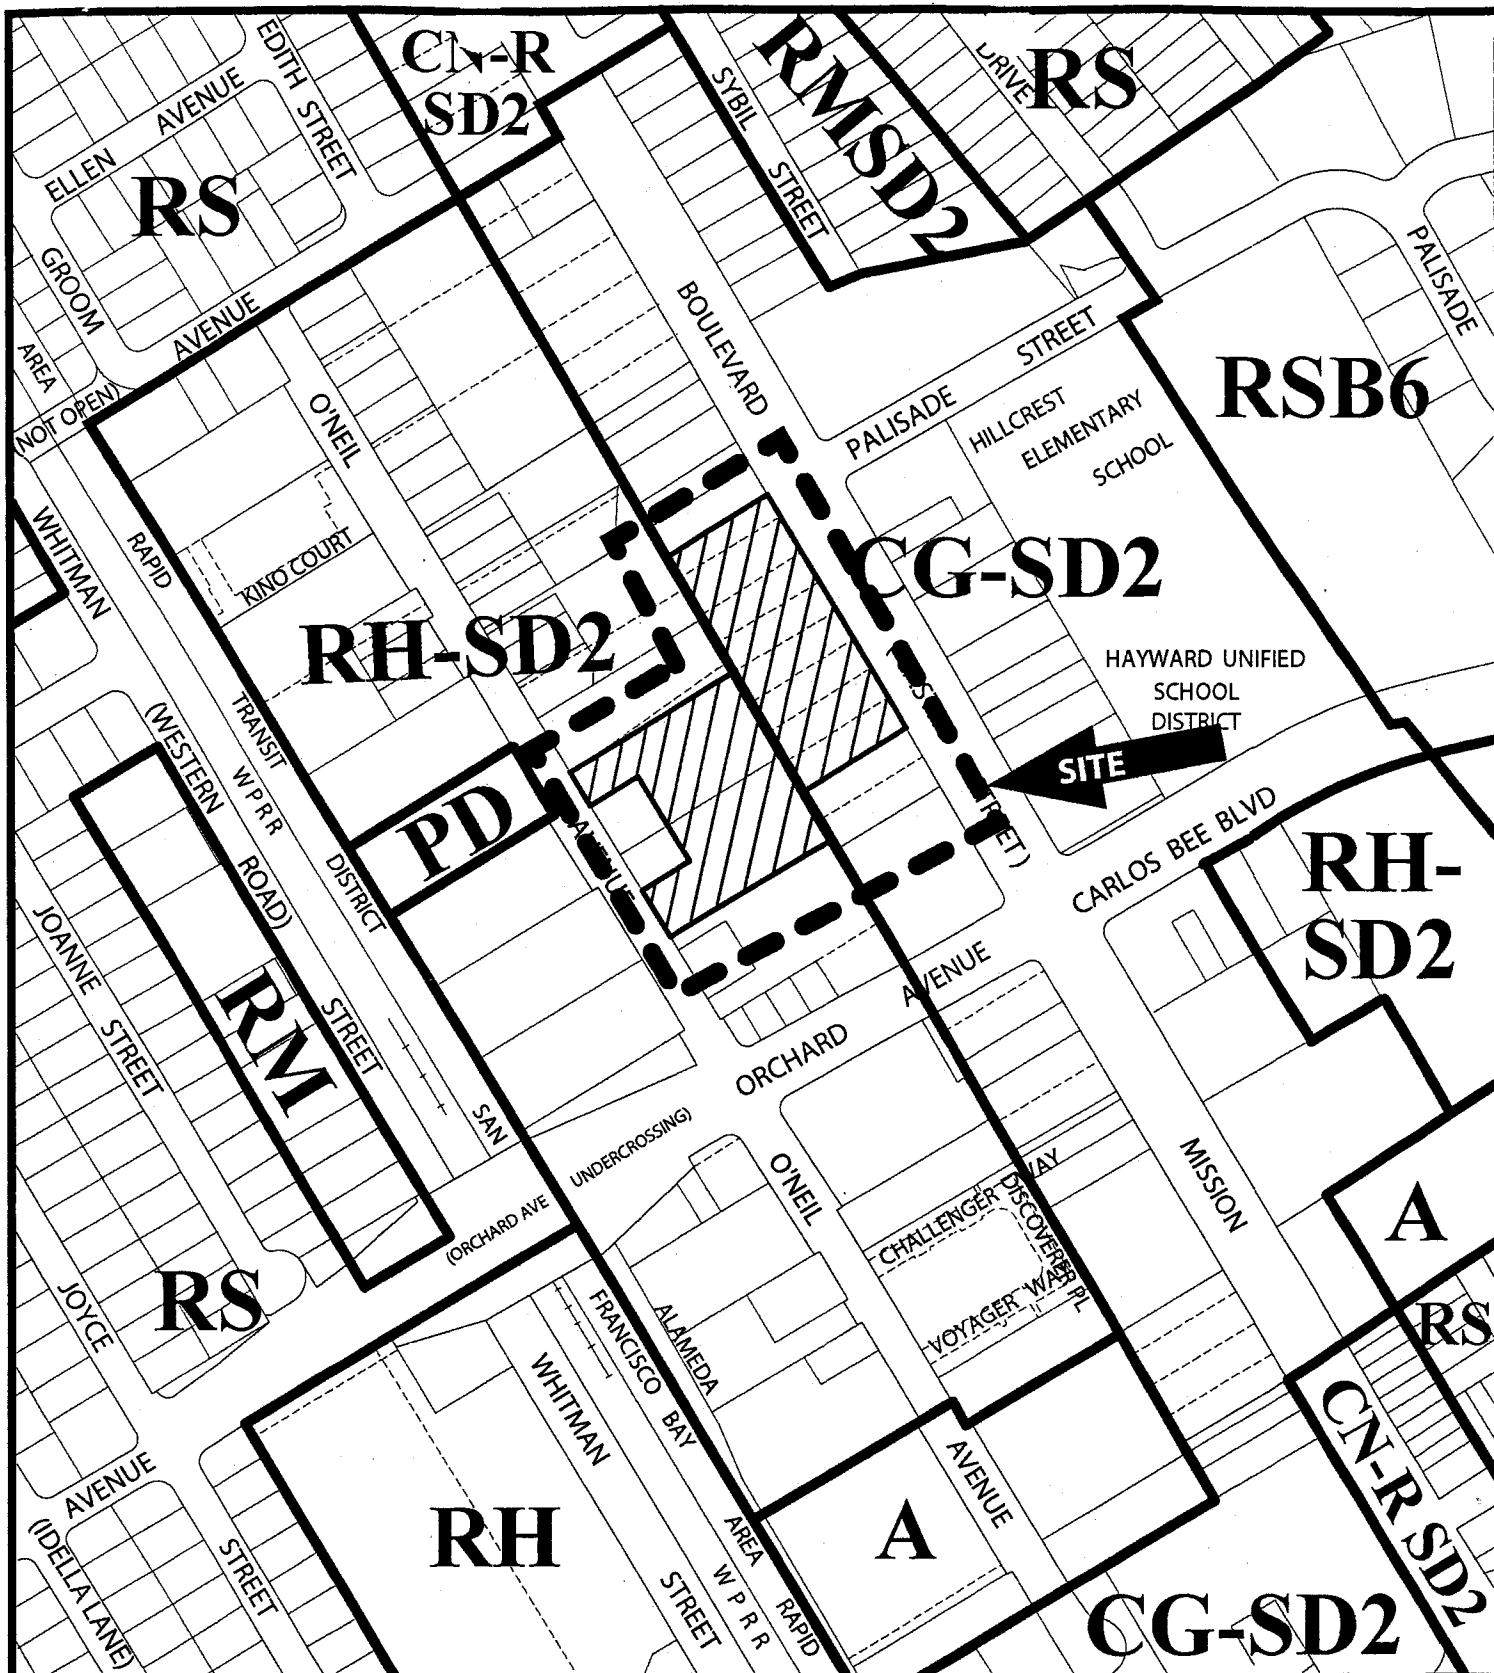 EDITH STREET
CN-R
SD2
SYBIL
STREET
RMSD2
DRIVE
RS
ELLEN
AVENUE
RS
GROOM
AVENUE
AREA
(NOT OPEN)
O'NEIL
BOULEVARD
PALISADE
STREET
PALISADE
RSB6
HILLCREST
ELEMENTARY
SCHOOL
WHITMAN
RAPID
KINO COURT
RH-SD2
CG-SD2
HAYWARD UNIFIED
SCHOOL
DISTRICT
(WESTERN
ROAD)
TRANSIT
W P R R
DISTRICT
PD
AVENUE
SITE
STREET)
CARLOS BEE BLVD
RH-
SD2
JOANNE
STREET
RM
STREET
SAN
ORCHARD
AVENUE
(ORCHARD AVE
UNDERCROSSING)
O'NEIL
CHALLENGER WAY
DISCOVERER PL
VOYAGER WAY
MISSION
A
RS
JOYCE
RS
FRANCISCO
BAY
ALAMEDA
WHITMAN
AVENUE
(IDELLA LANE)
STREET
RH
STREET
AREA
W P R R
RAPID
A
AVENUE
CN-R SD2
CG-SD2